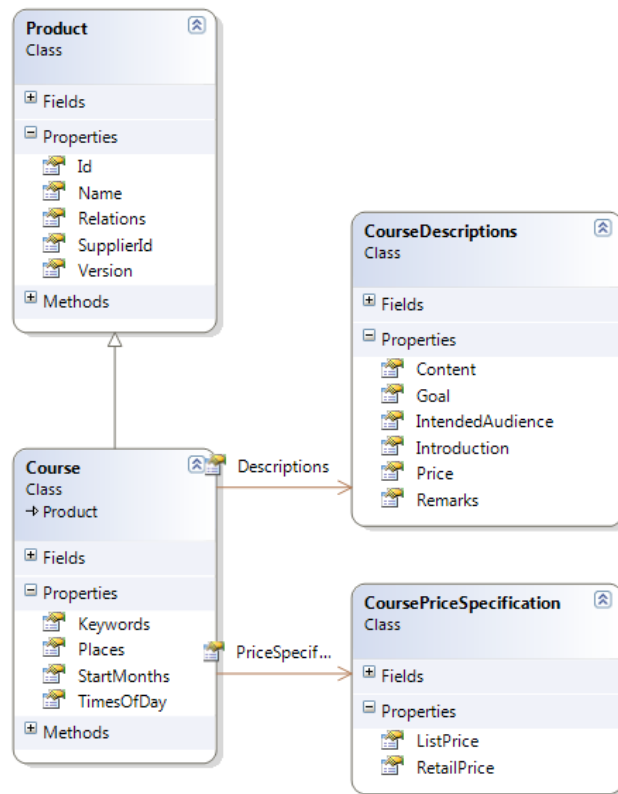 Product
Class
Fields
Properties
Id
Name
Relations
SupplierId
Version
Methods
CourseDescriptions
Class
Fields
Properties
Content
Goal
IntendedAudience
Introduction
Price
Remarks
Course
Class
Product
Fields
Properties
Keywords
Places
StartMonths
TimesOfDay
Methods
Descriptions
PriceSpecif...
CoursePriceSpecification
Class
Fields
Properties
ListPrice
RetailPrice